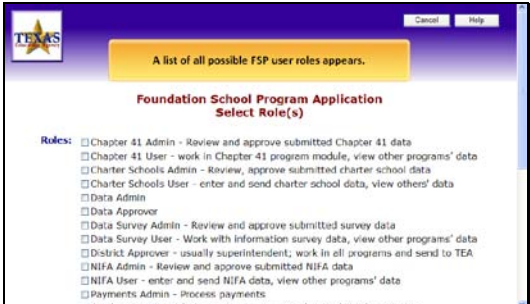 Cancel Help
TEXAS
Education Agency
A list of all possible FSP user roles appears.
Foundation School Program Application
Select Role(s)
Roles:
Chapter 41 Admin - Review and approve submitted Chapter 41 data
Chapter 41 User - work in Chapter 41 program module, view other programs' data
Charter Schools Admin - Review, approve submitted charter school data
Charter Schools User - enter and send charter school data, view others' data
Data Admin
Data Approver
Data Survey Admin - Review and approve submitted survey data
Data Survey User - Work with information survey data, view other programs' data
District Approver - usually superintendent; work in all programs and send to TEA
NIFA Admin - Review and approve submitted NIFA data
NIFA User - enter and send NIFA data, view other programs' data
Payments Admin - Process payments